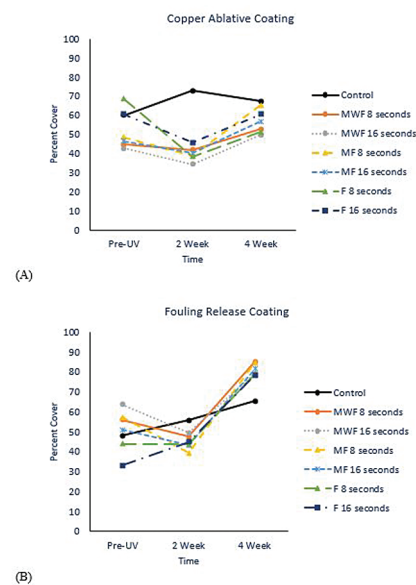 Copper Ablative Coating
100
90
80
70
60
50
40
30
20
10
0
Percent Cover
Pre-UV
2 Week
4 Week
Time
Control
MWF 8 seconds
MWF 16 seconds
MF 8 seconds
MF 16 seconds
F 8 seconds
F 16 seconds
(A)
Fouling Release Coating
100
90
80
70
60
50
40
30
20
10
0
Percent Cover
Pre-UV
2 Week
4 Week
Time
Control
MWF 8 seconds
MWF 16 seconds
MF 8 seconds
MF 16 seconds
F 8 seconds
F 16 seconds
(B)